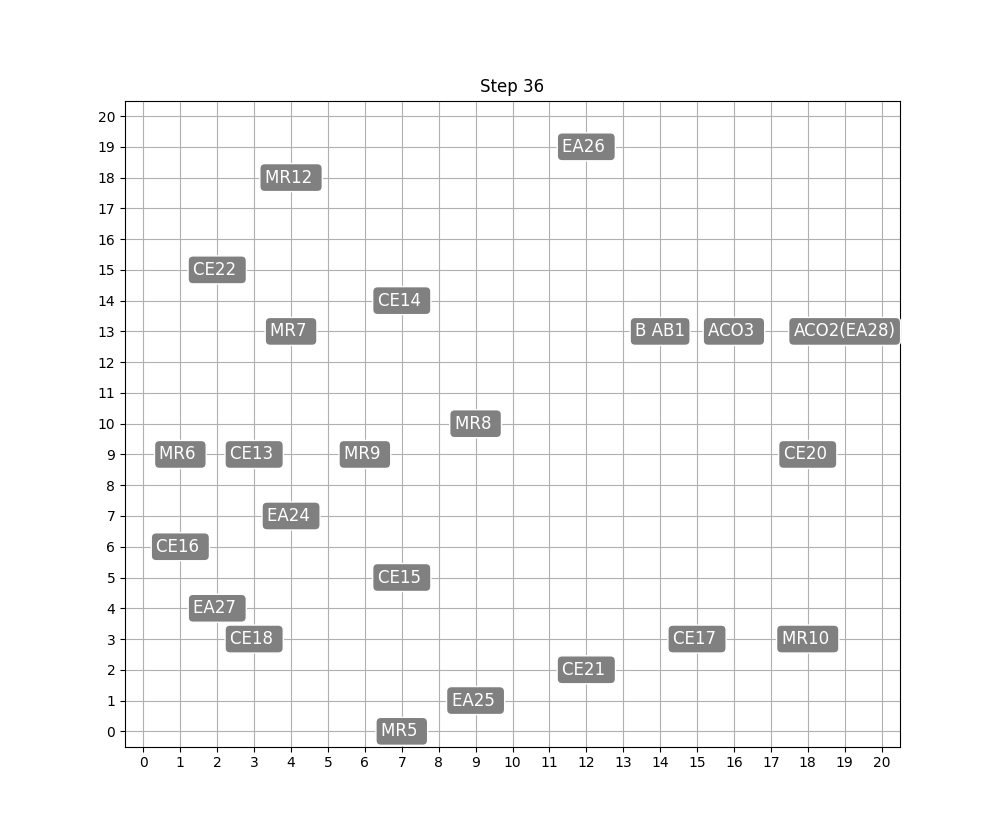 Step 36
20
19
EA26
18
MR12
17
16
15
CE22
14
CE14
13
MR7
B AB1
ACO3
ACO2(EA28)
12
11
10
MR8
9
MR6
CE13
MR9
CE20
8
7
EA24
6
CE16
5
CE15
4
EA27
3
CE18
CE17
MR10
2
CE21
1
EA25
0
MR5
0 1 2 3 4 5 6 7 8 9 10 11 12 13 14 15 16 17 18 19 20